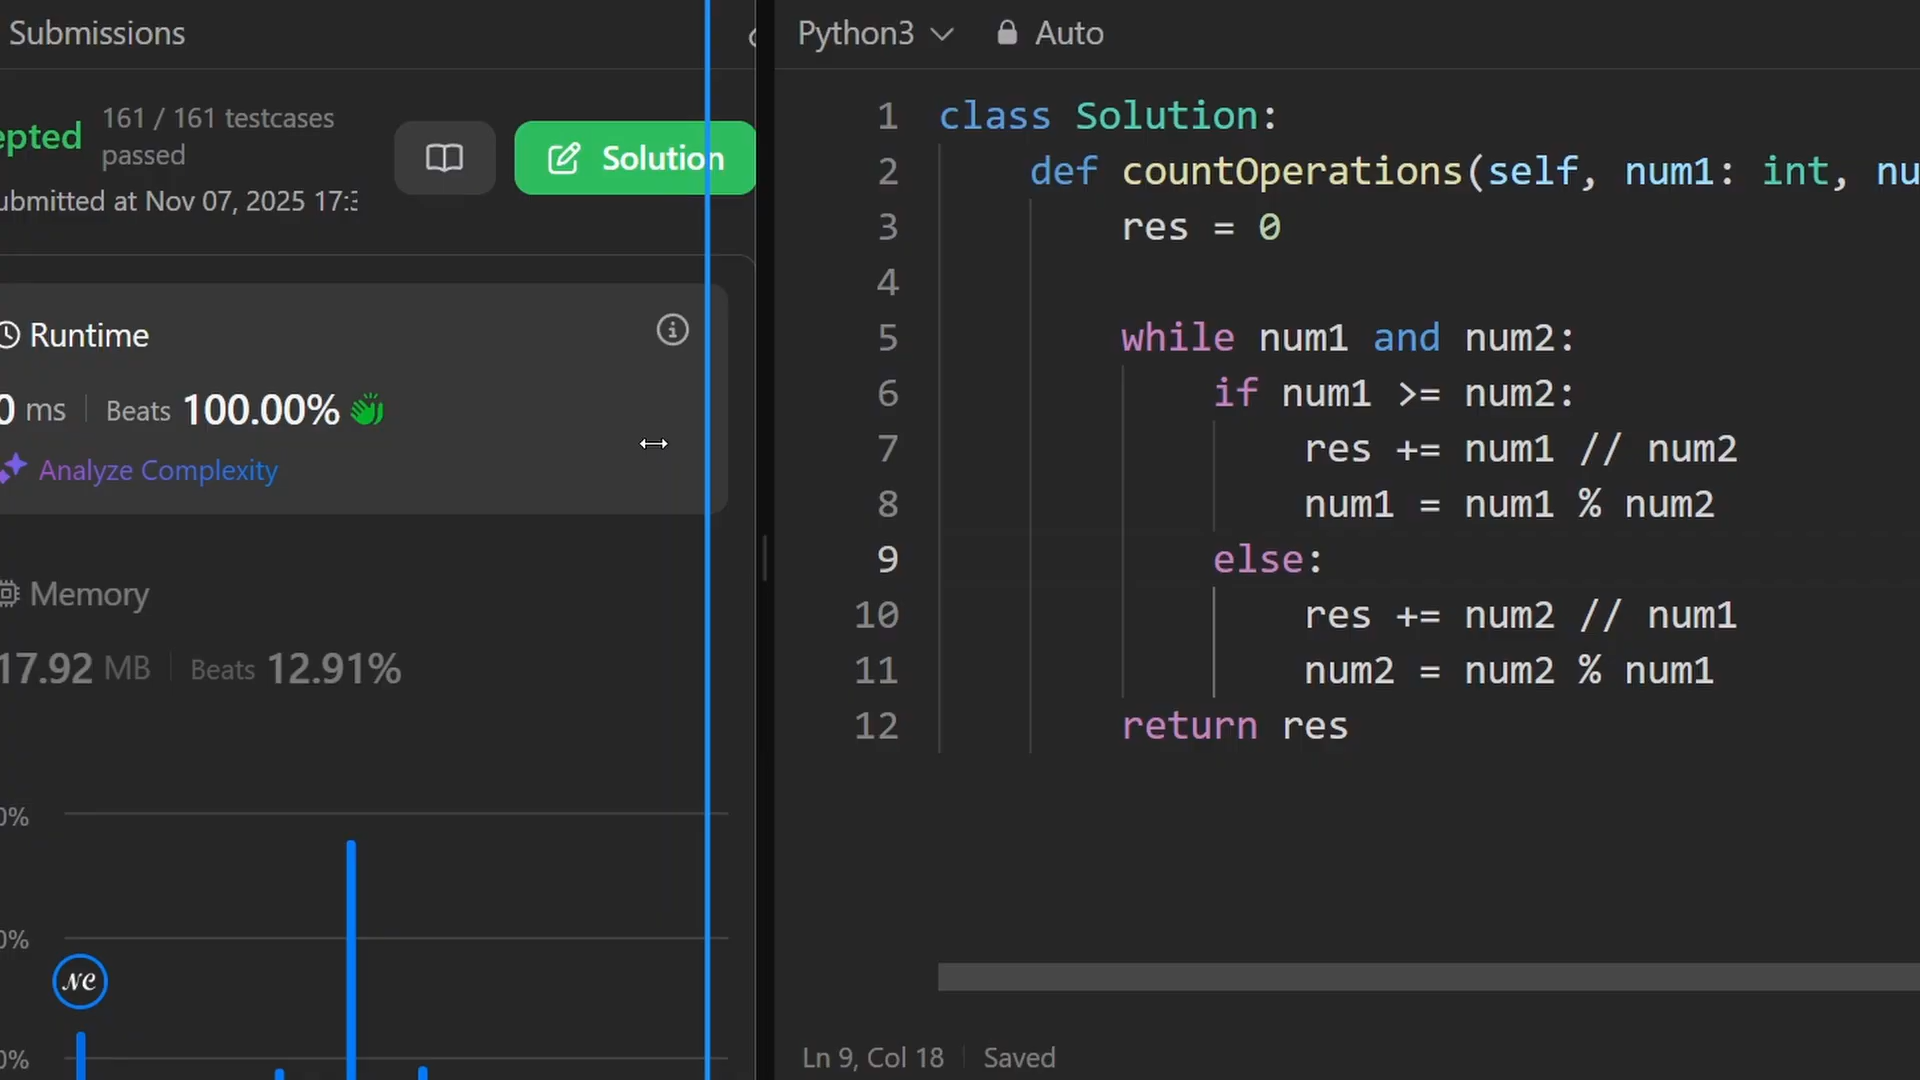 Submissions
epted
161 / 161 testcases
passed
ubmitted at Nov 07, 2025 17:3
Solution
Runtime
0 ms | Beats 100.00%
Analyze Complexity
Memory
17.92 MB | Beats 12.91%
0%
0%
NC
0%
Python3 Auto
1 class Solution:
2 def countOperations(self, num1: int, nu
3 res = 0
4
5 while num1 and num2:
6 if num1 >= num2:
7 res += num1 // num2
8 num1 = num1 % num2
9 else:
10 res += num2 // num1
11 num2 = num2 % num1
12 return res
Ln 9, Col 18 | Saved